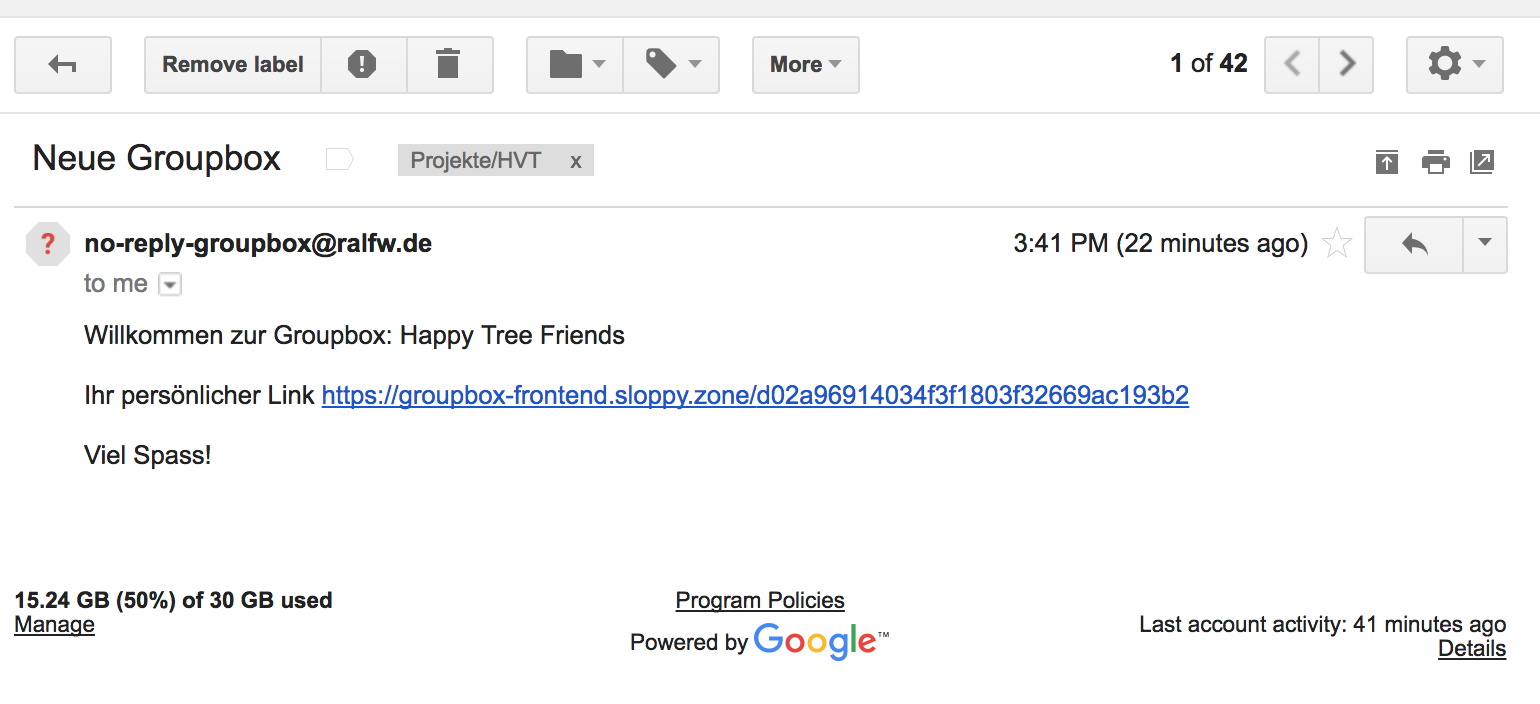 Remove label
More
1 of 42
Neue Groupbox
Projekte/HVT x
no-reply-groupbox@ralfw.de
3:41 PM (22 minutes ago)
to me
Willkommen zur Groupbox: Happy Tree Friends
Ihr persönlicher Link https://groupbox-frontend.sloppy.zone/d02a96914034f3f1803f32669ac193b2
Viel Spass!
15.24 GB (50%) of 30 GB used
Manage
Program Policies
Powered by Google™
Last account activity: 41 minutes ago
Details